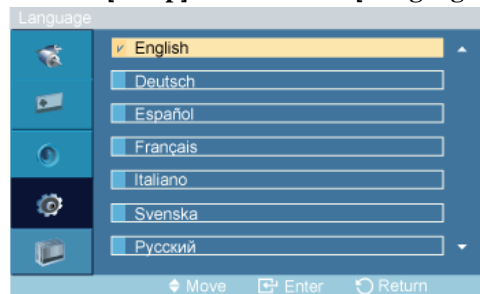 Language
English
Deutsch
Español
Français
Italiano
Svenska
Русский
Move Enter Return